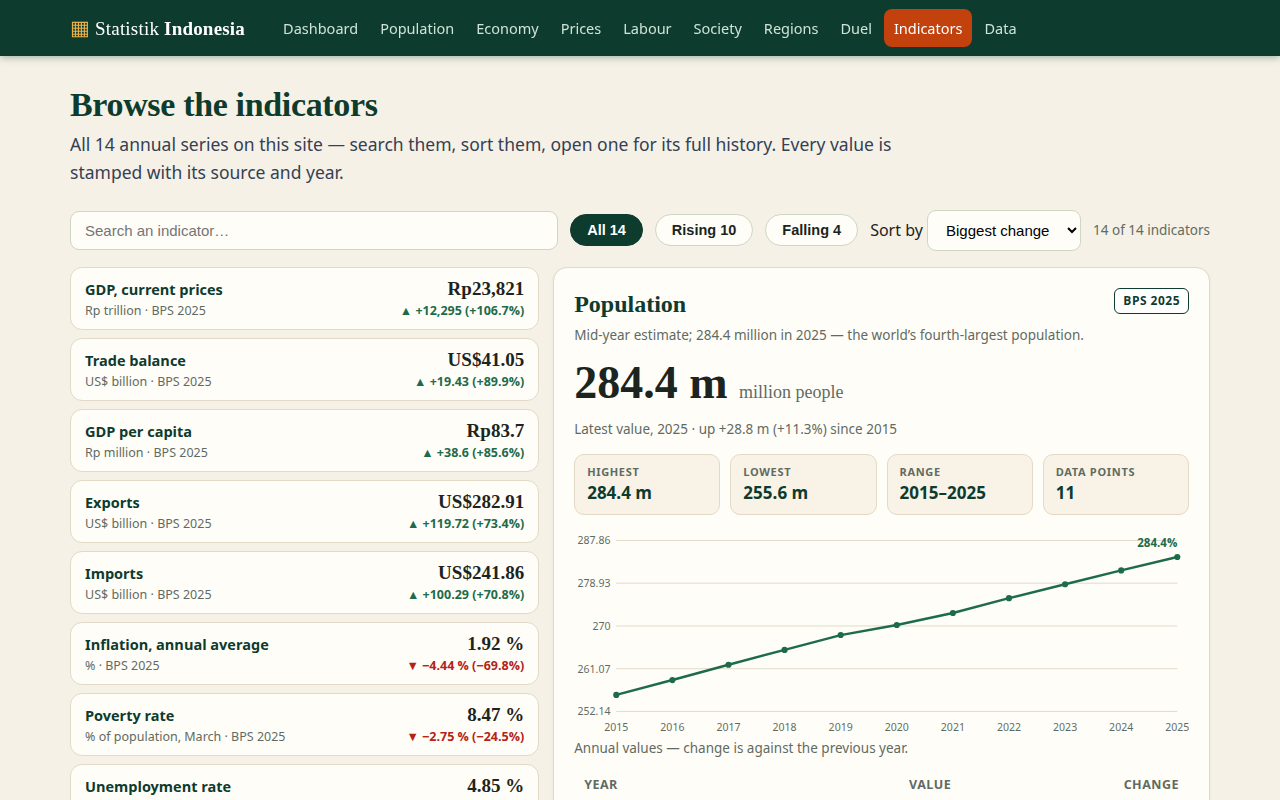 ▦ Statistik Indonesia
Dashboard Population Economy Prices Labour Society Regions Duel Indicators Data
Browse the indicators
All 14 annual series on this site — search them, sort them, open one for its full history. Every value is
stamped with its source and year.
Search an indicator…
All 14
Rising 10
Falling 4
Sort by Biggest change
14 of 14 indicators
GDP, current prices Rp23,821
Rp trillion · BPS 2025 ▲ +12,295 (+106.7%)
Trade balance US$41.05
US$ billion · BPS 2025 ▲ +19.43 (+89.9%)
GDP per capita Rp83.7
Rp million · BPS 2025 ▲ +38.6 (+85.6%)
Exports US$282.91
US$ billion · BPS 2025 ▲ +119.72 (+73.4%)
Imports US$241.86
US$ billion · BPS 2025 ▲ +100.29 (+70.8%)
Inflation, annual average 1.92 %
% · BPS 2025 ▼ −4.44 % (−69.8%)
Poverty rate 8.47 %
% of population, March · BPS 2025 ▼ −2.75 % (−24.5%)
Unemployment rate 4.85 %
Population BPS 2025
Mid-year estimate; 284.4 million in 2025 — the world’s fourth-largest population.
284.4 m million people
Latest value, 2025 · up +28.8 m (+11.3%) since 2015
HIGHEST
284.4 m
LOWEST
255.6 m
RANGE
2015–2025
DATA POINTS
11
287.86
284.4%
278.93
270
261.07
252.14
2015 2016 2017 2018 2019 2020 2021 2022 2023 2024 2025
Annual values — change is against the previous year.
YEAR VALUE CHANGE